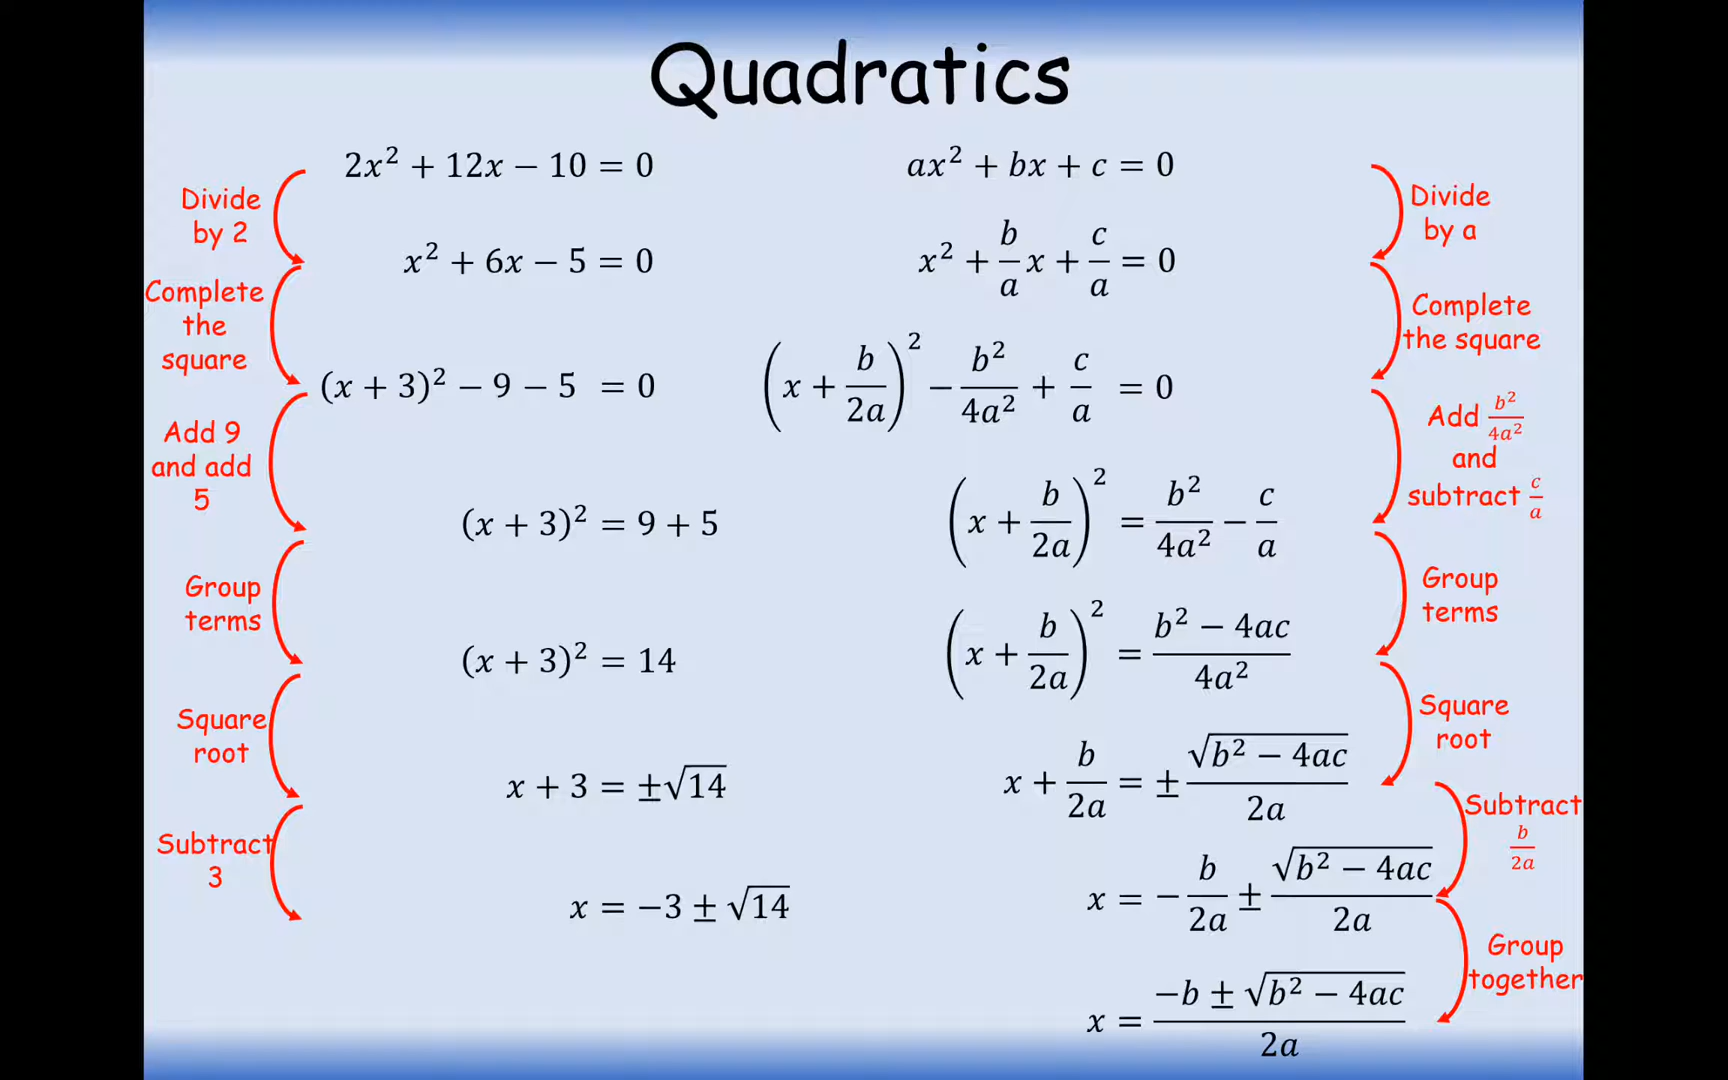 Quadratics
2x² + 12x − 10 = 0
Divide
by 2
x² + 6x − 5 = 0
Complete
the
square
(x + 3)² − 9 − 5 = 0
Add 9
and add
5
(x + 3)² = 9 + 5
Group
terms
(x + 3)² = 14
Square
root
x + 3 = ±√14
Subtract
3
x = −3 ± √14
ax² + bx + c = 0
Divide
by a
x² + b/a x + c/a = 0
Complete
the square
(x + b/2a)² − b²/4a² + c/a = 0
Add b²/4a²
and
subtract c/a
(x + b/2a)² = b²/4a² − c/a
Group
terms
(x + b/2a)² = (b² − 4ac)/4a²
Square
root
x + b/2a = ± √(b² − 4ac)/2a
Subtract
b/2a
x = − b/2a ± √(b² − 4ac)/2a
Group
together
x = (−b ± √(b² − 4ac))/2a